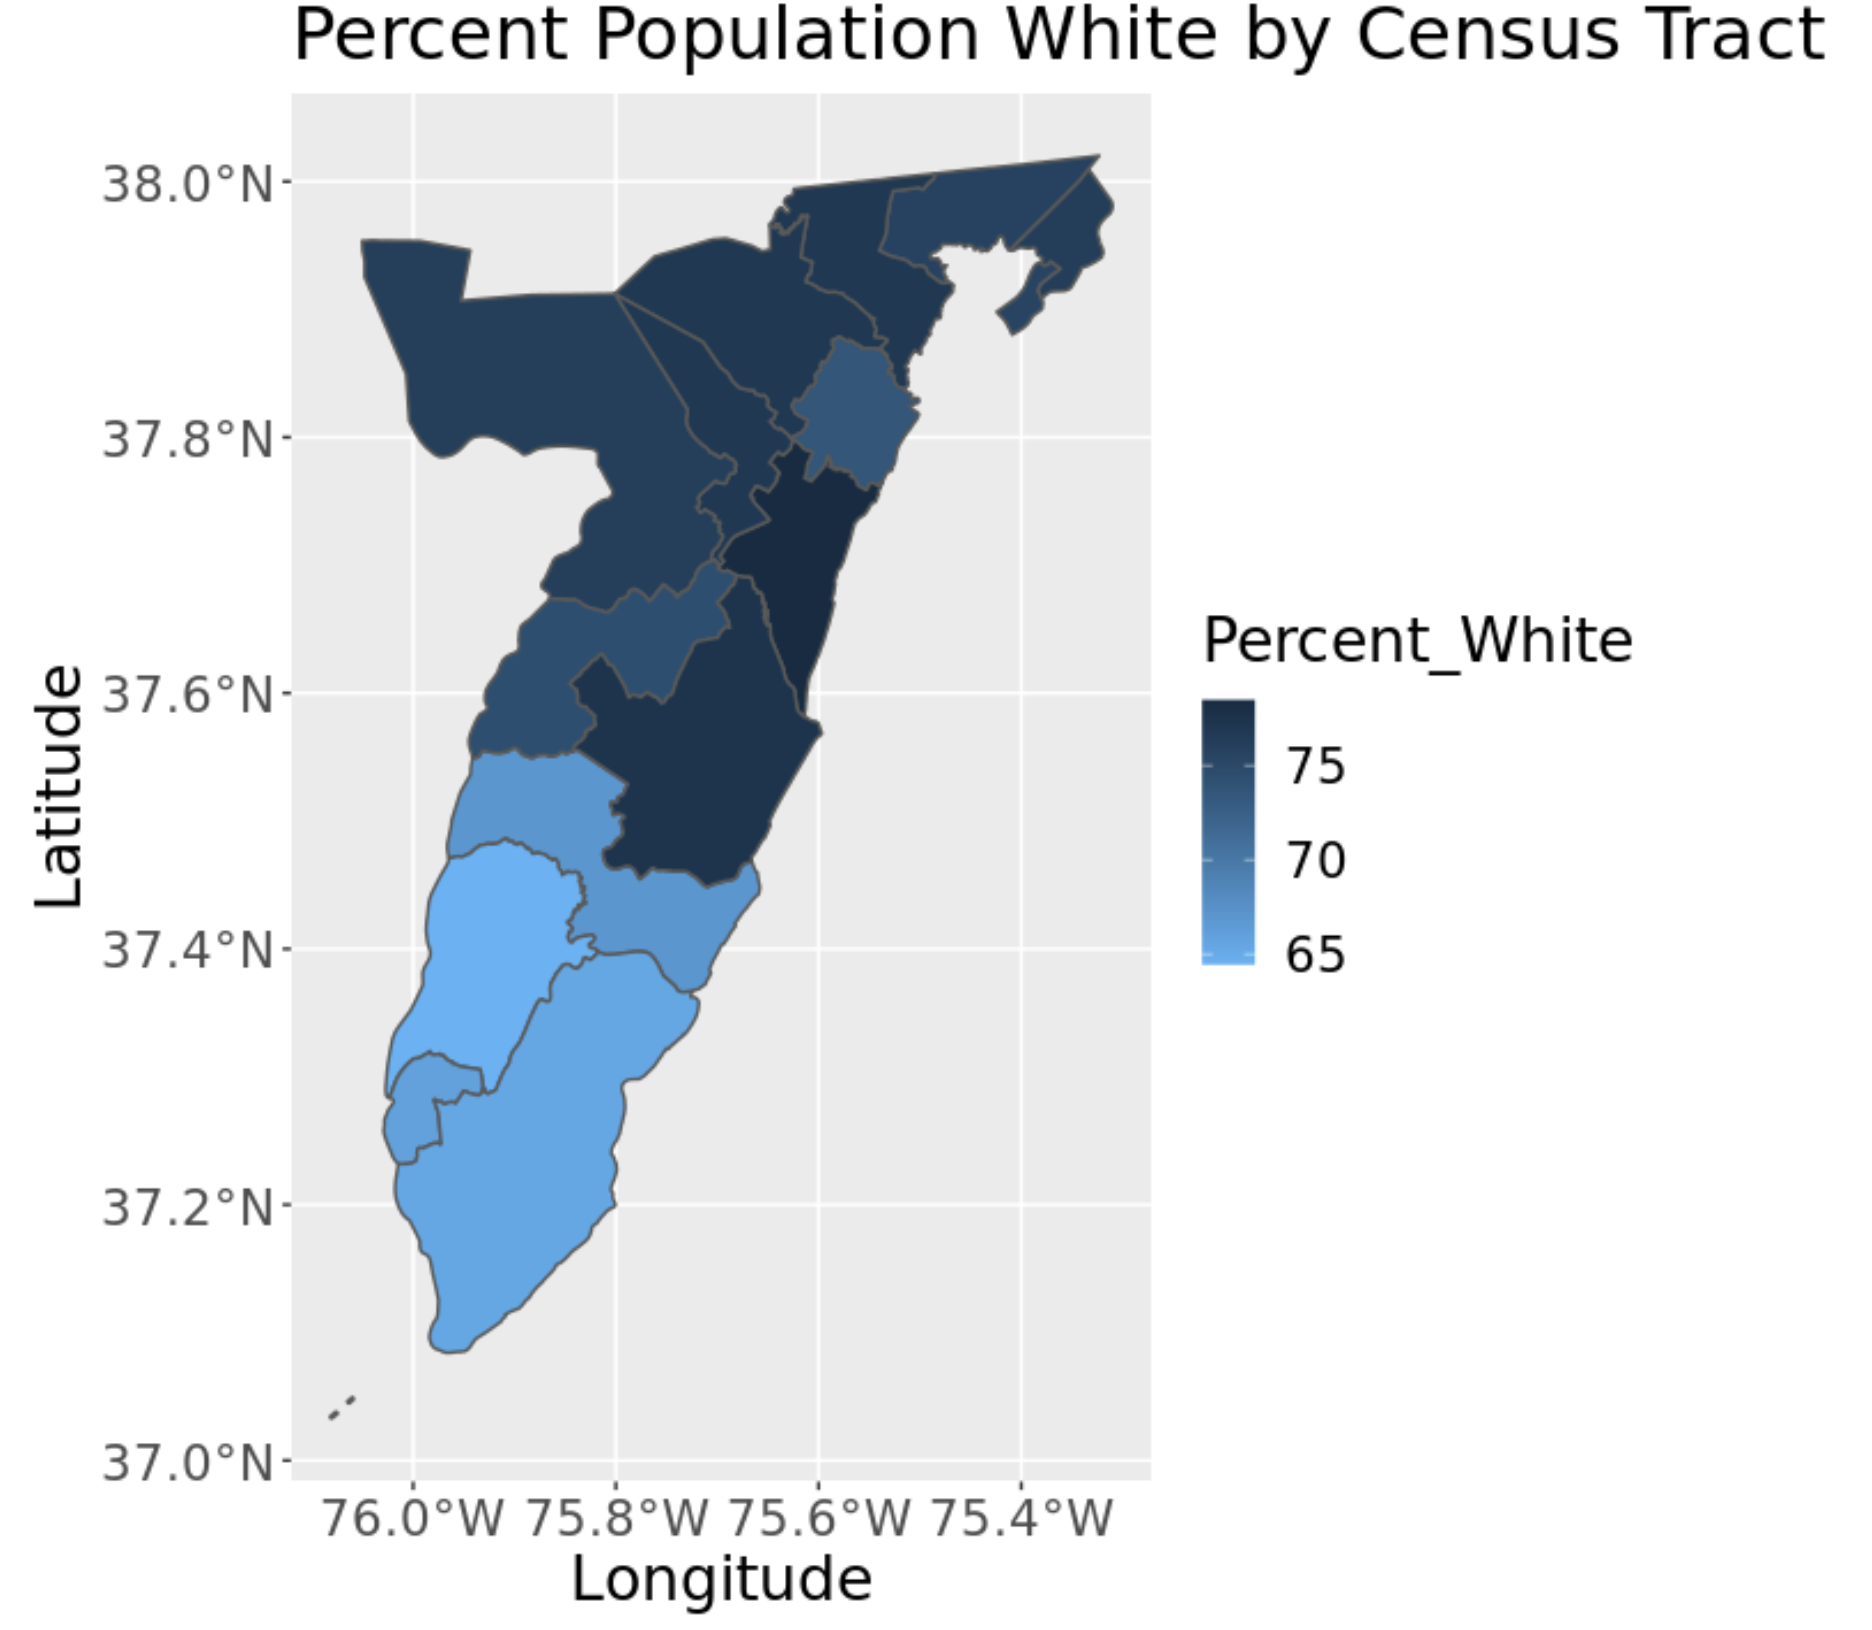 Percent Population White by Census Tract
38.0°N
37.8°N
37.6°N
37.4°N
37.2°N
37.0°N
Latitude
76.0°W 75.8°W 75.6°W 75.4°W
Longitude
Percent_White
75
70
65